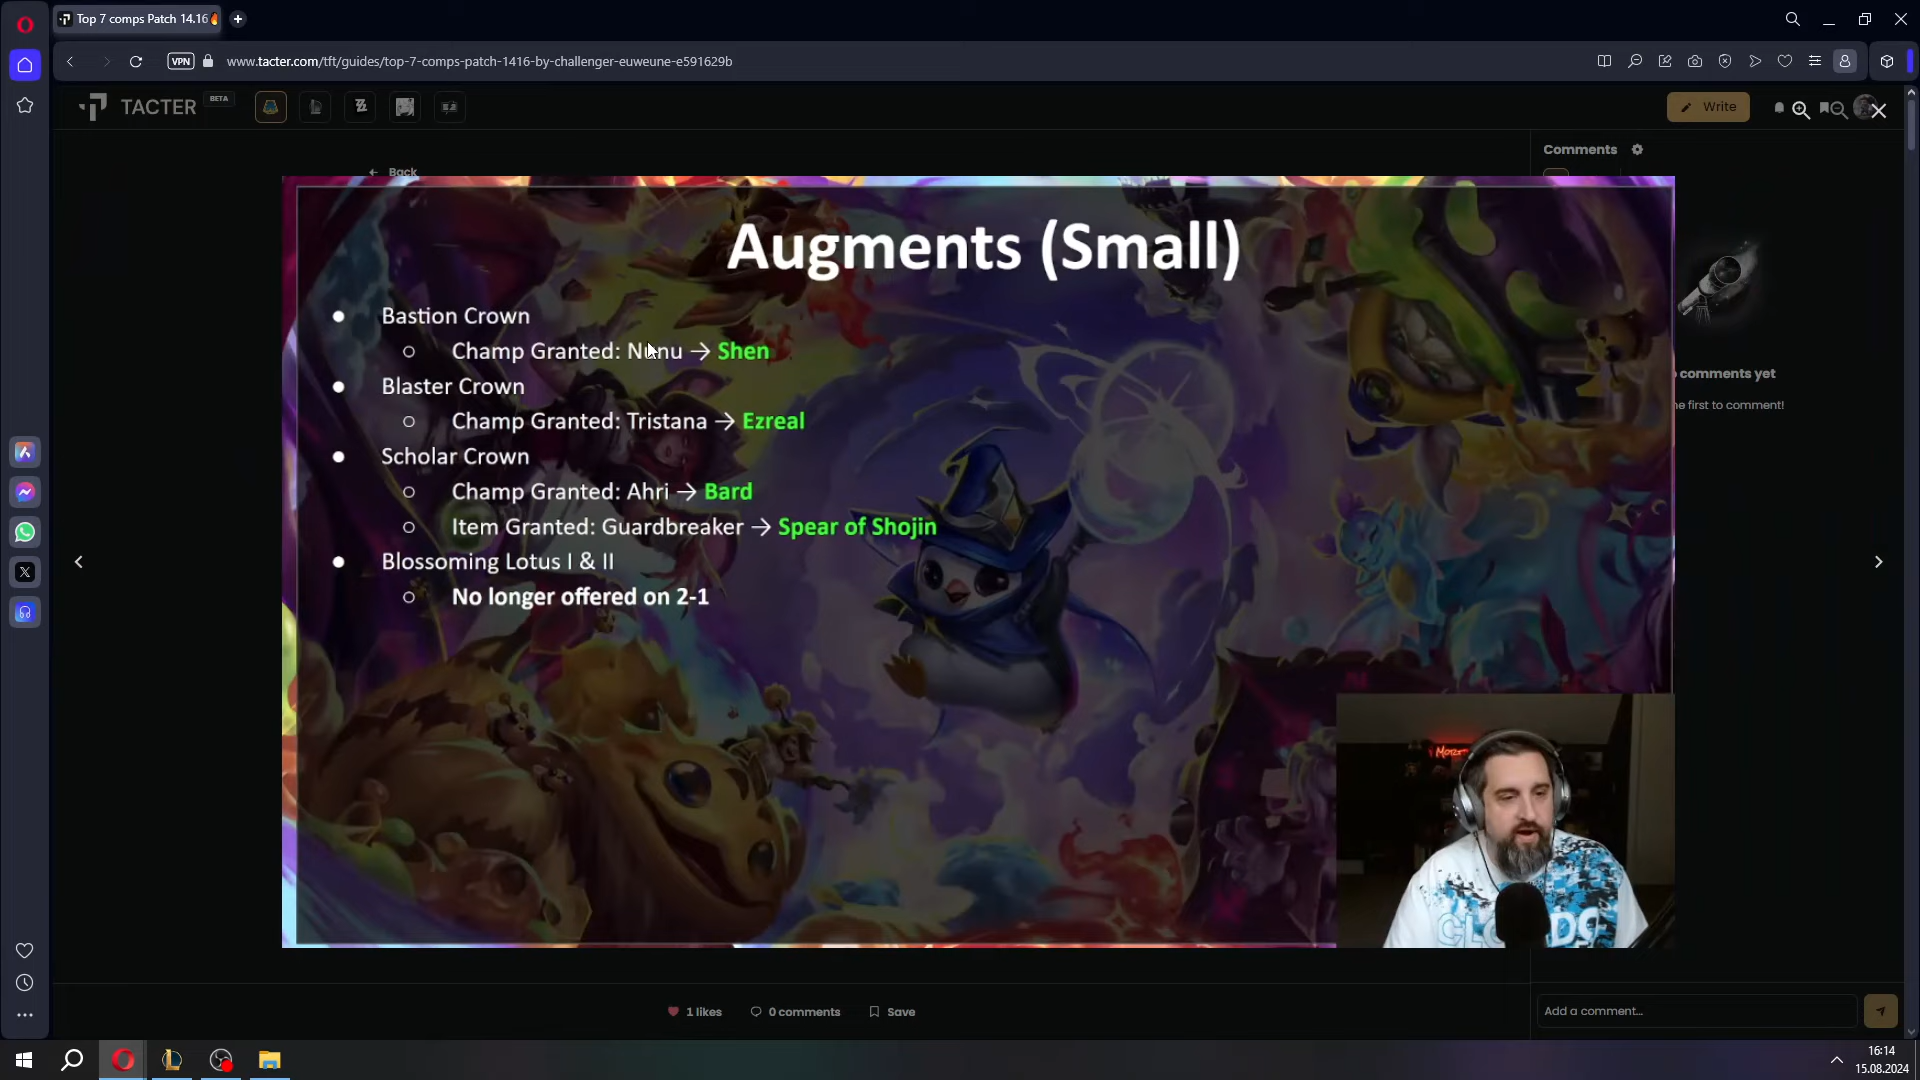 Top 7 comps Patch 14.16
VPN
www.tacter.com/tft/guides/top-7-comps-patch-1416-by-challenger-euweune-e591629b
TACTER
BETA
Write
Back
Comments
Augments (Small)
Bastion Crown
Champ Granted: Nunu → Shen
Blaster Crown
Champ Granted: Tristana → Ezreal
Scholar Crown
Champ Granted: Ahri → Bard
Item Granted: Guardbreaker → Spear of Shojin
Blossoming Lotus I & II
No longer offered on 2-1
comments yet
first to comment!
MORT
1 likes
0 comments
Save
Add a comment...
16:14
15.08.2024